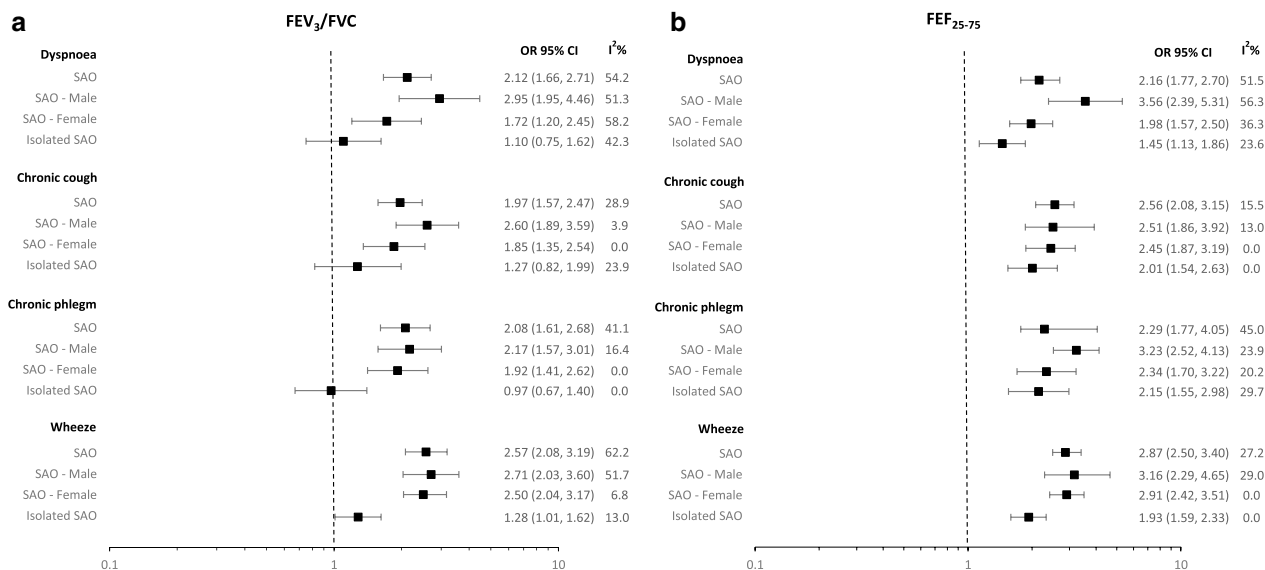 a
FEV₃/FVC
OR 95% CI I²%
Dyspnoea
SAO 2.12 (1.66, 2.71) 54.2
SAO - Male 2.95 (1.95, 4.46) 51.3
SAO - Female 1.72 (1.20, 2.45) 58.2
Isolated SAO 1.10 (0.75, 1.62) 42.3
Chronic cough
SAO 1.97 (1.57, 2.47) 28.9
SAO - Male 2.60 (1.89, 3.59) 3.9
SAO - Female 1.85 (1.35, 2.54) 0.0
Isolated SAO 1.27 (0.82, 1.99) 23.9
Chronic phlegm
SAO 2.08 (1.61, 2.68) 41.1
SAO - Male 2.17 (1.57, 3.01) 16.4
SAO - Female 1.92 (1.41, 2.62) 0.0
Isolated SAO 0.97 (0.67, 1.40) 0.0
Wheeze
SAO 2.57 (2.08, 3.19) 62.2
SAO - Male 2.71 (2.03, 3.60) 51.7
SAO - Female 2.50 (2.04, 3.17) 6.8
Isolated SAO 1.28 (1.01, 1.62) 13.0
0.1 1 10
b
FEF₂₅₋₇₅
OR 95% CI I²%
Dyspnoea
SAO 2.16 (1.77, 2.70) 51.5
SAO - Male 3.56 (2.39, 5.31) 56.3
SAO - Female 1.98 (1.57, 2.50) 36.3
Isolated SAO 1.45 (1.13, 1.86) 23.6
Chronic cough
SAO 2.56 (2.08, 3.15) 15.5
SAO - Male 2.51 (1.86, 3.92) 13.0
SAO - Female 2.45 (1.87, 3.19) 0.0
Isolated SAO 2.01 (1.54, 2.63) 0.0
Chronic phlegm
SAO 2.29 (1.77, 4.05) 45.0
SAO - Male 3.23 (2.52, 4.13) 23.9
SAO - Female 2.34 (1.70, 3.22) 20.2
Isolated SAO 2.15 (1.55, 2.98) 29.7
Wheeze
SAO 2.87 (2.50, 3.40) 27.2
SAO - Male 3.16 (2.29, 4.65) 29.0
SAO - Female 2.91 (2.42, 3.51) 0.0
Isolated SAO 1.93 (1.59, 2.33) 0.0
0.1 1 10